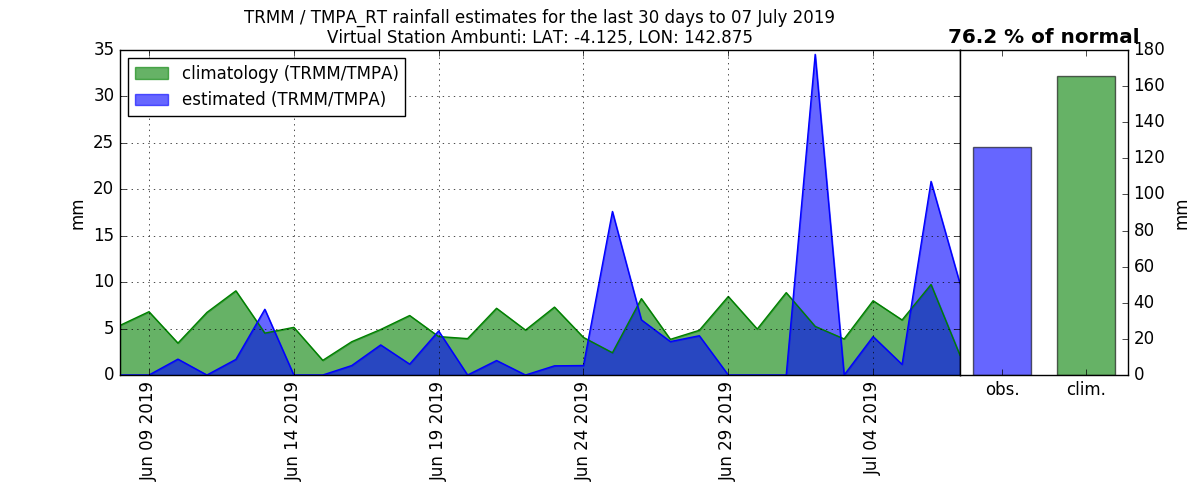 TRMM / TMPA_RT rainfall estimates for the last 30 days to 07 July 2019
Virtual Station Ambunti: LAT: -4.125, LON: 142.875
76.2 % of normal
climatology (TRMM/TMPA)
estimated (TRMM/TMPA)
35
30
25
20
15
10
5
0
mm
Jun 09 2019
Jun 14 2019
Jun 19 2019
Jun 24 2019
Jun 29 2019
Jul 04 2019
180
160
140
120
100
80
60
40
20
0
mm
obs.
clim.